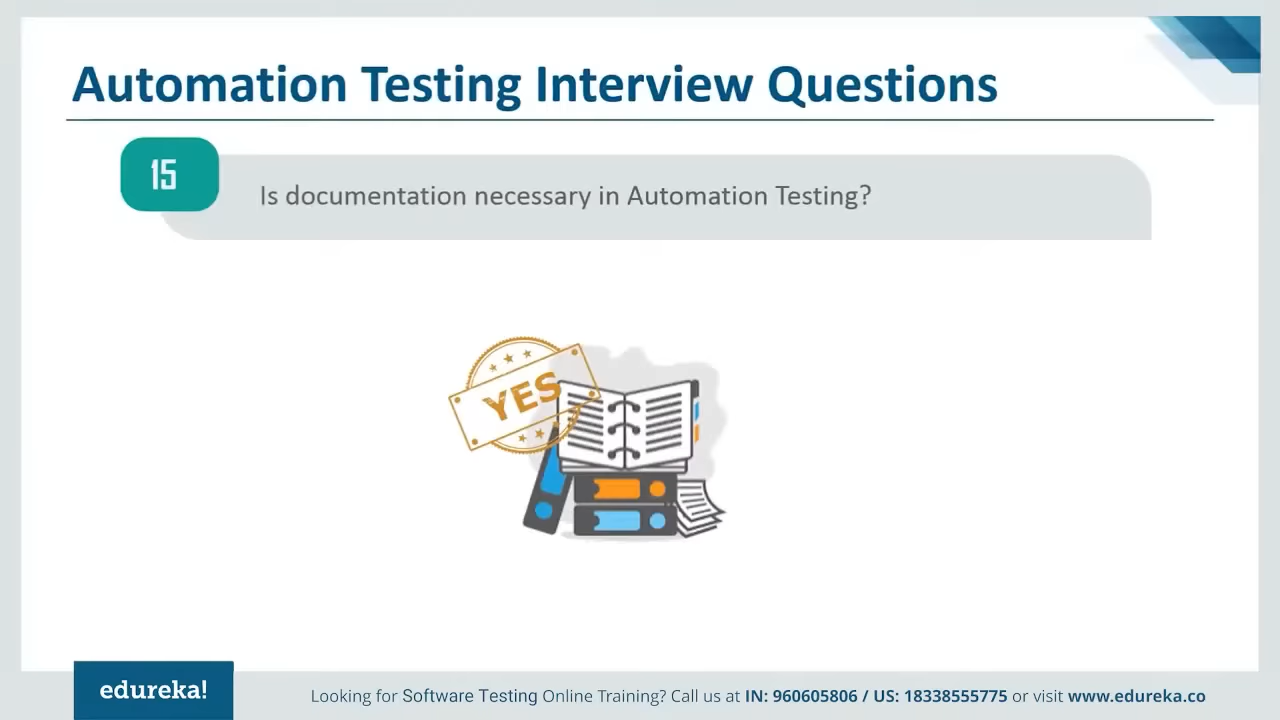 Automation Testing Interview Questions
15
Is documentation necessary in Automation Testing?
YES
edureka!
Looking for Software Testing Online Training? Call us at IN: 960605806 / US: 18338555775 or visit www.edureka.co